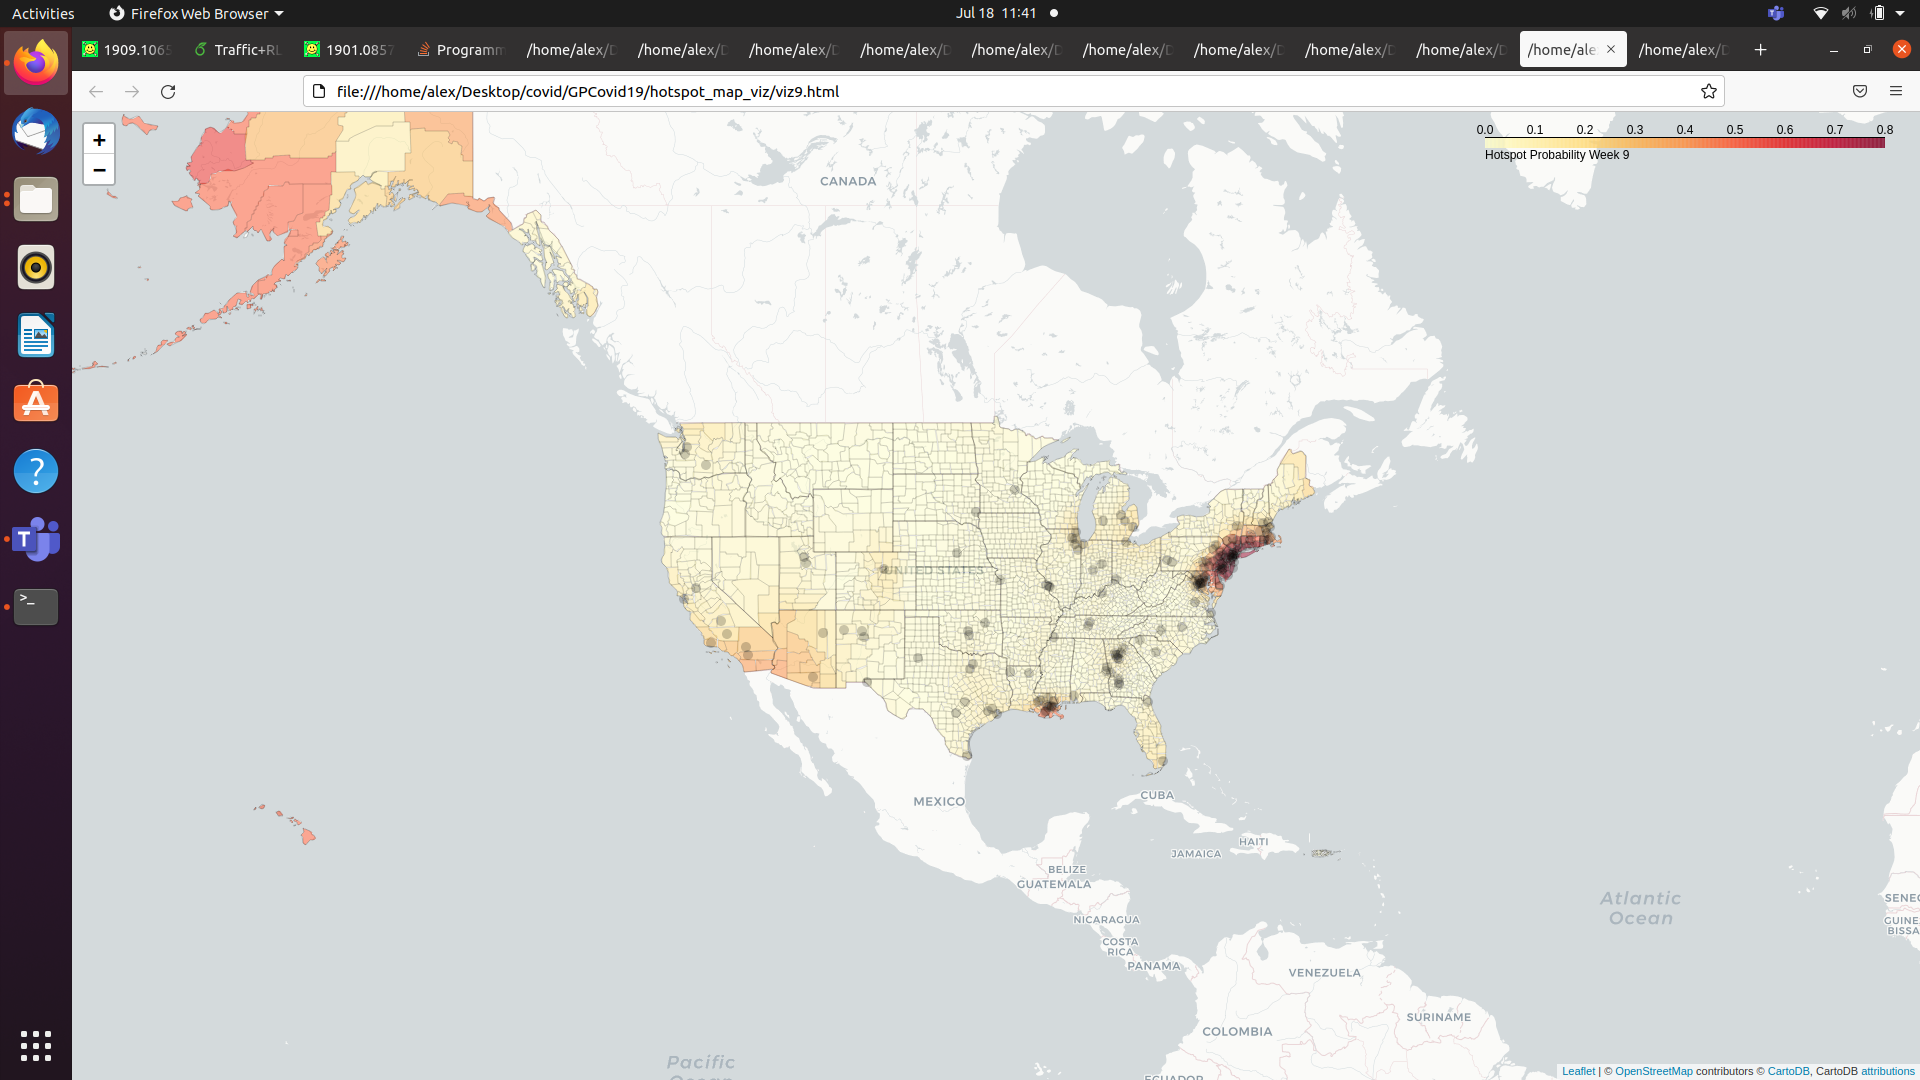 Activities
Firefox Web Browser
Jul 18 11:41
1909.1065
Traffic+RL
1901.0857
Programm
/home/alex/D
/home/alex/D
/home/alex/D
/home/alex/D
/home/alex/D
/home/alex/D
/home/alex/D
/home/alex/D
/home/alex/D
/home/ale
/home/alex/D
file:///home/alex/Desktop/covid/GPCovid19/hotspot_map_viz/viz9.html
+
−
0.0 0.1 0.2 0.3 0.4 0.5 0.6 0.7 0.8
Hotspot Probability Week 9
CANADA
UNITED STATES
MEXICO
CUBA
HAITI
JAMAICA
BELIZE
GUATEMALA
NICARAGUA
COSTA
RICA
PANAMA
VENEZUELA
COLOMBIA
SURINAME
ECUADOR
Atlantic
Ocean
Pacific
Ocean
SENEG
GUINE
BISSA
Leaflet | © OpenStreetMap contributors © CartoDB, CartoDB attributions